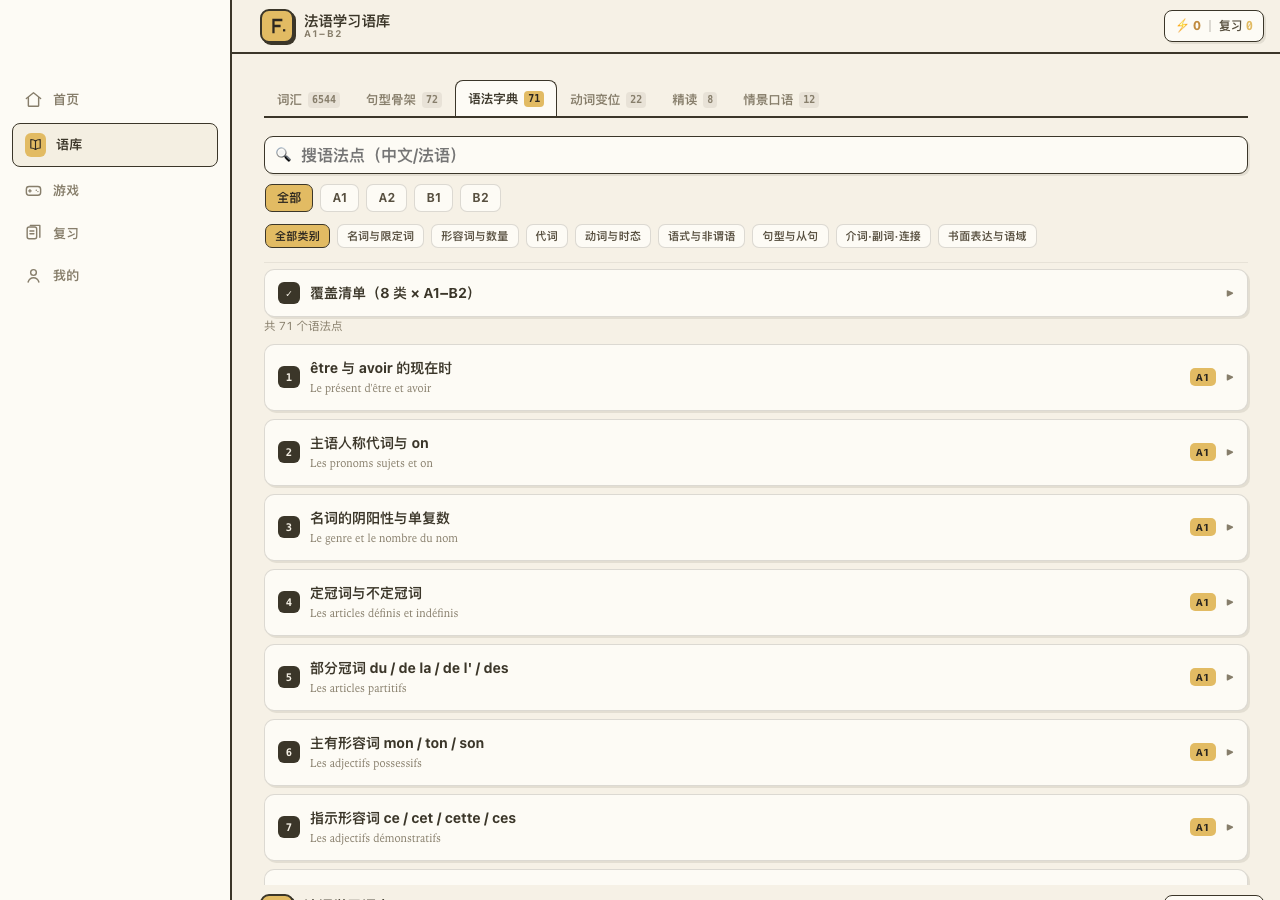 首页
语库
游戏
复习
我的
F.
法语学习语库
A1–B2
⚡ 0 | 复习 0
词汇 6544 句型骨架 72 语法字典 71 动词变位 22 精读 8 情景口语 12
🔍 搜语法点（中文/法语）
全部 A1 A2 B1 B2
全部类别 名词与限定词 形容词与数量 代词 动词与时态 语式与非谓语 句型与从句 介词·副词·连接 书面表达与语域
✓ 覆盖清单（8 类 × A1–B2） ▶
共 71 个语法点
1 être 与 avoir 的现在时 A1 ▶
Le présent d'être et avoir
2 主语人称代词与 on A1 ▶
Les pronoms sujets et on
3 名词的阴阳性与单复数 A1 ▶
Le genre et le nombre du nom
4 定冠词与不定冠词 A1 ▶
Les articles définis et indéfinis
5 部分冠词 du / de la / de l' / des A1 ▶
Les articles partitifs
6 主有形容词 mon / ton / son A1 ▶
Les adjectifs possessifs
7 指示形容词 ce / cet / cette / ces A1 ▶
Les adjectifs démonstratifs